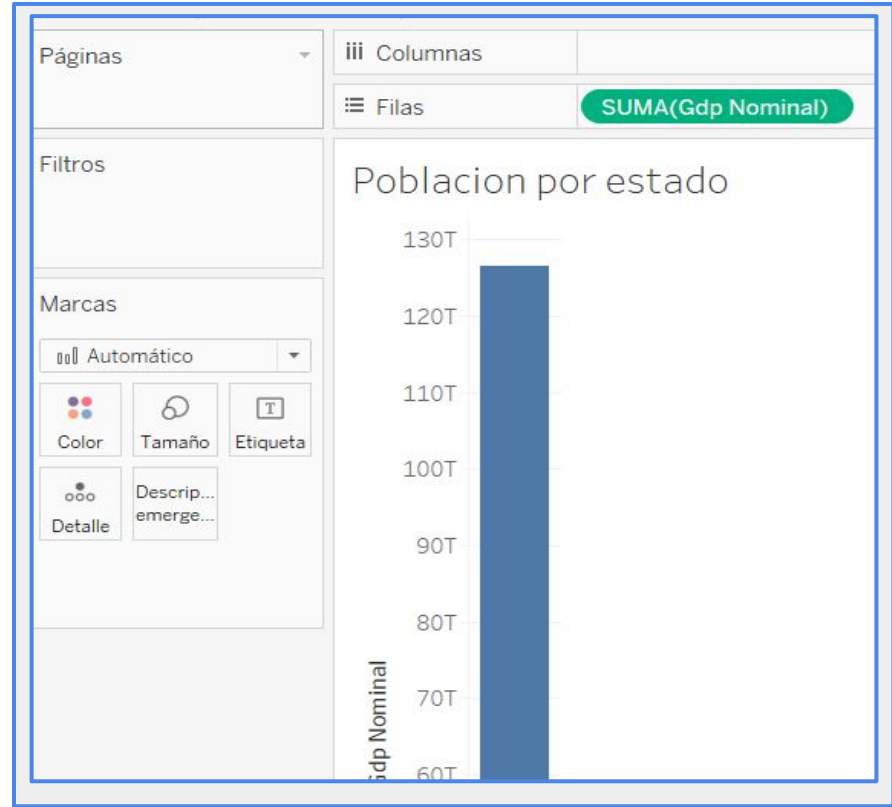 Páginas
iii Columnas
Filas
SUMA(Gdp Nominal)
Filtros
Poblacion por estado
Marcas
Automático
Color
Tamaño
Etiqueta
Detalle
Descrip...
emerge...
130T
120T
110T
100T
90T
80T
70T
60T
Gdp Nominal